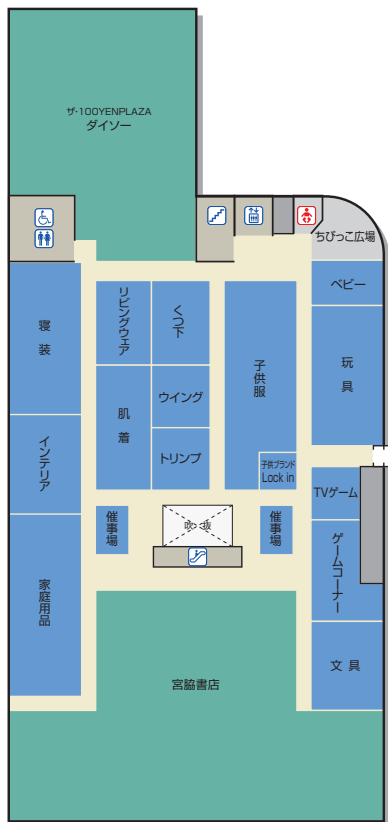 ザ・100YENPLAZA
ダイソー
ちびっこ広場
ベビー
寝装
リビングウェア
くつ下
子供服
玩具
ウイング
肌着
インテリア
トリンプ
子供ブランド
Lock in
TVゲーム
催事場
吹抜
催事場
ゲームコーナー
家庭用品
文具
宮脇書店